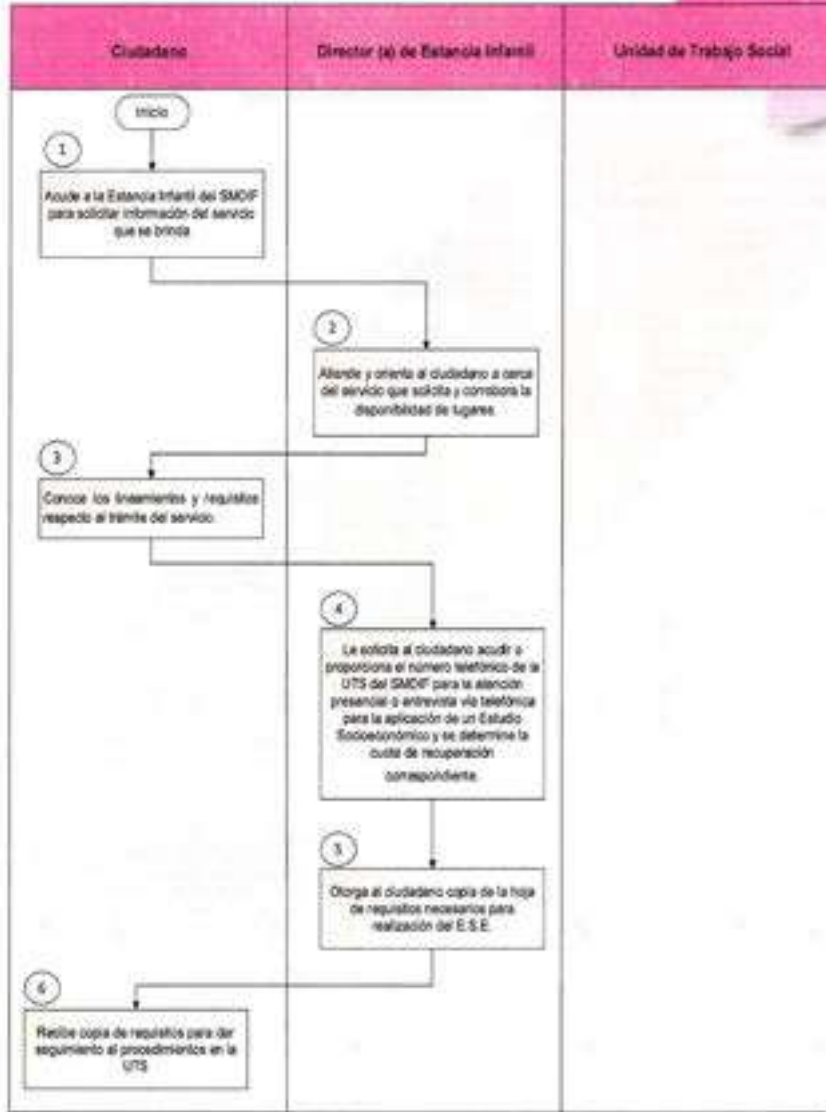 Ciudadano
Director (a) de Estancia Infantil
Unidad de Trabajo Social
Inicio
1
Acude a la Estancia Infantil del SMDIF
para solicitar información del servicio
que se brinda
2
Atiende y orienta al ciudadano a cerca
del servicio que solicita y corrobora la
disponibilidad de lugares.
3
Conoce los lineamientos y requisitos
respecto al trámite del servicio.
4
Le solicita al ciudadano acudir o
proporciona el número telefónico de la
UTS del SMDIF para la atención
presencial o entrevista vía telefónica
para la aplicación de un Estudio
Socioeconómico y se determine la
cuota de recuperación
correspondiente.
5
Otorga al ciudadano copia de la hoja
de requisitos necesarios para
realización del E.S.E.
6
Recibe copia de requisitos para dar
seguimiento al procedimientos en la
UTS